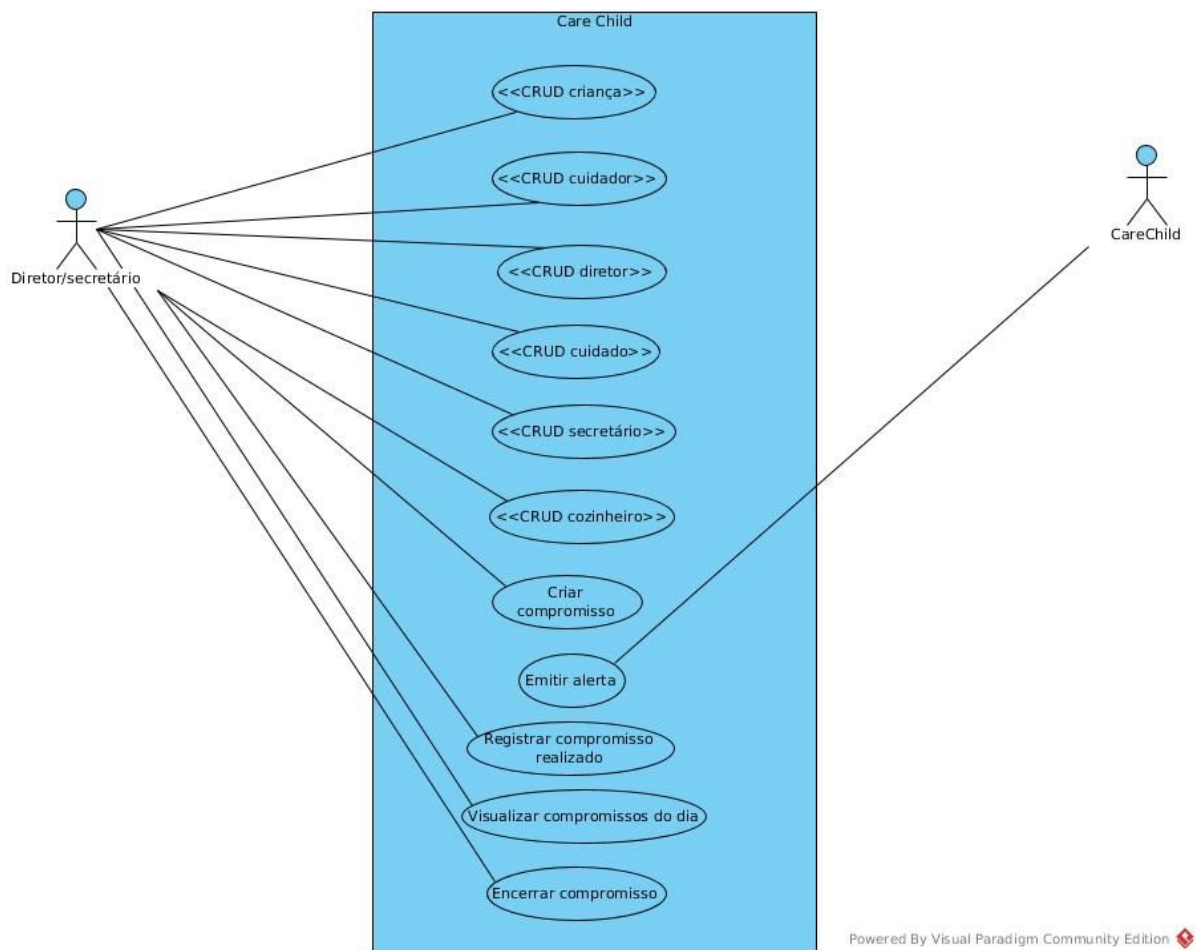 Care Child
<<CRUD criança>>
<<CRUD cuidador>>
<<CRUD diretor>>
<<CRUD cuidado>>
<<CRUD secretário>>
<<CRUD cozinheiro>>
Criar
compromisso
Emitir alerta
Registrar compromisso
realizado
Visualizar compromissos do dia
Encerrar compromisso
Diretor/secretário
CareChild
Powered By Visual Paradigm Community Edition